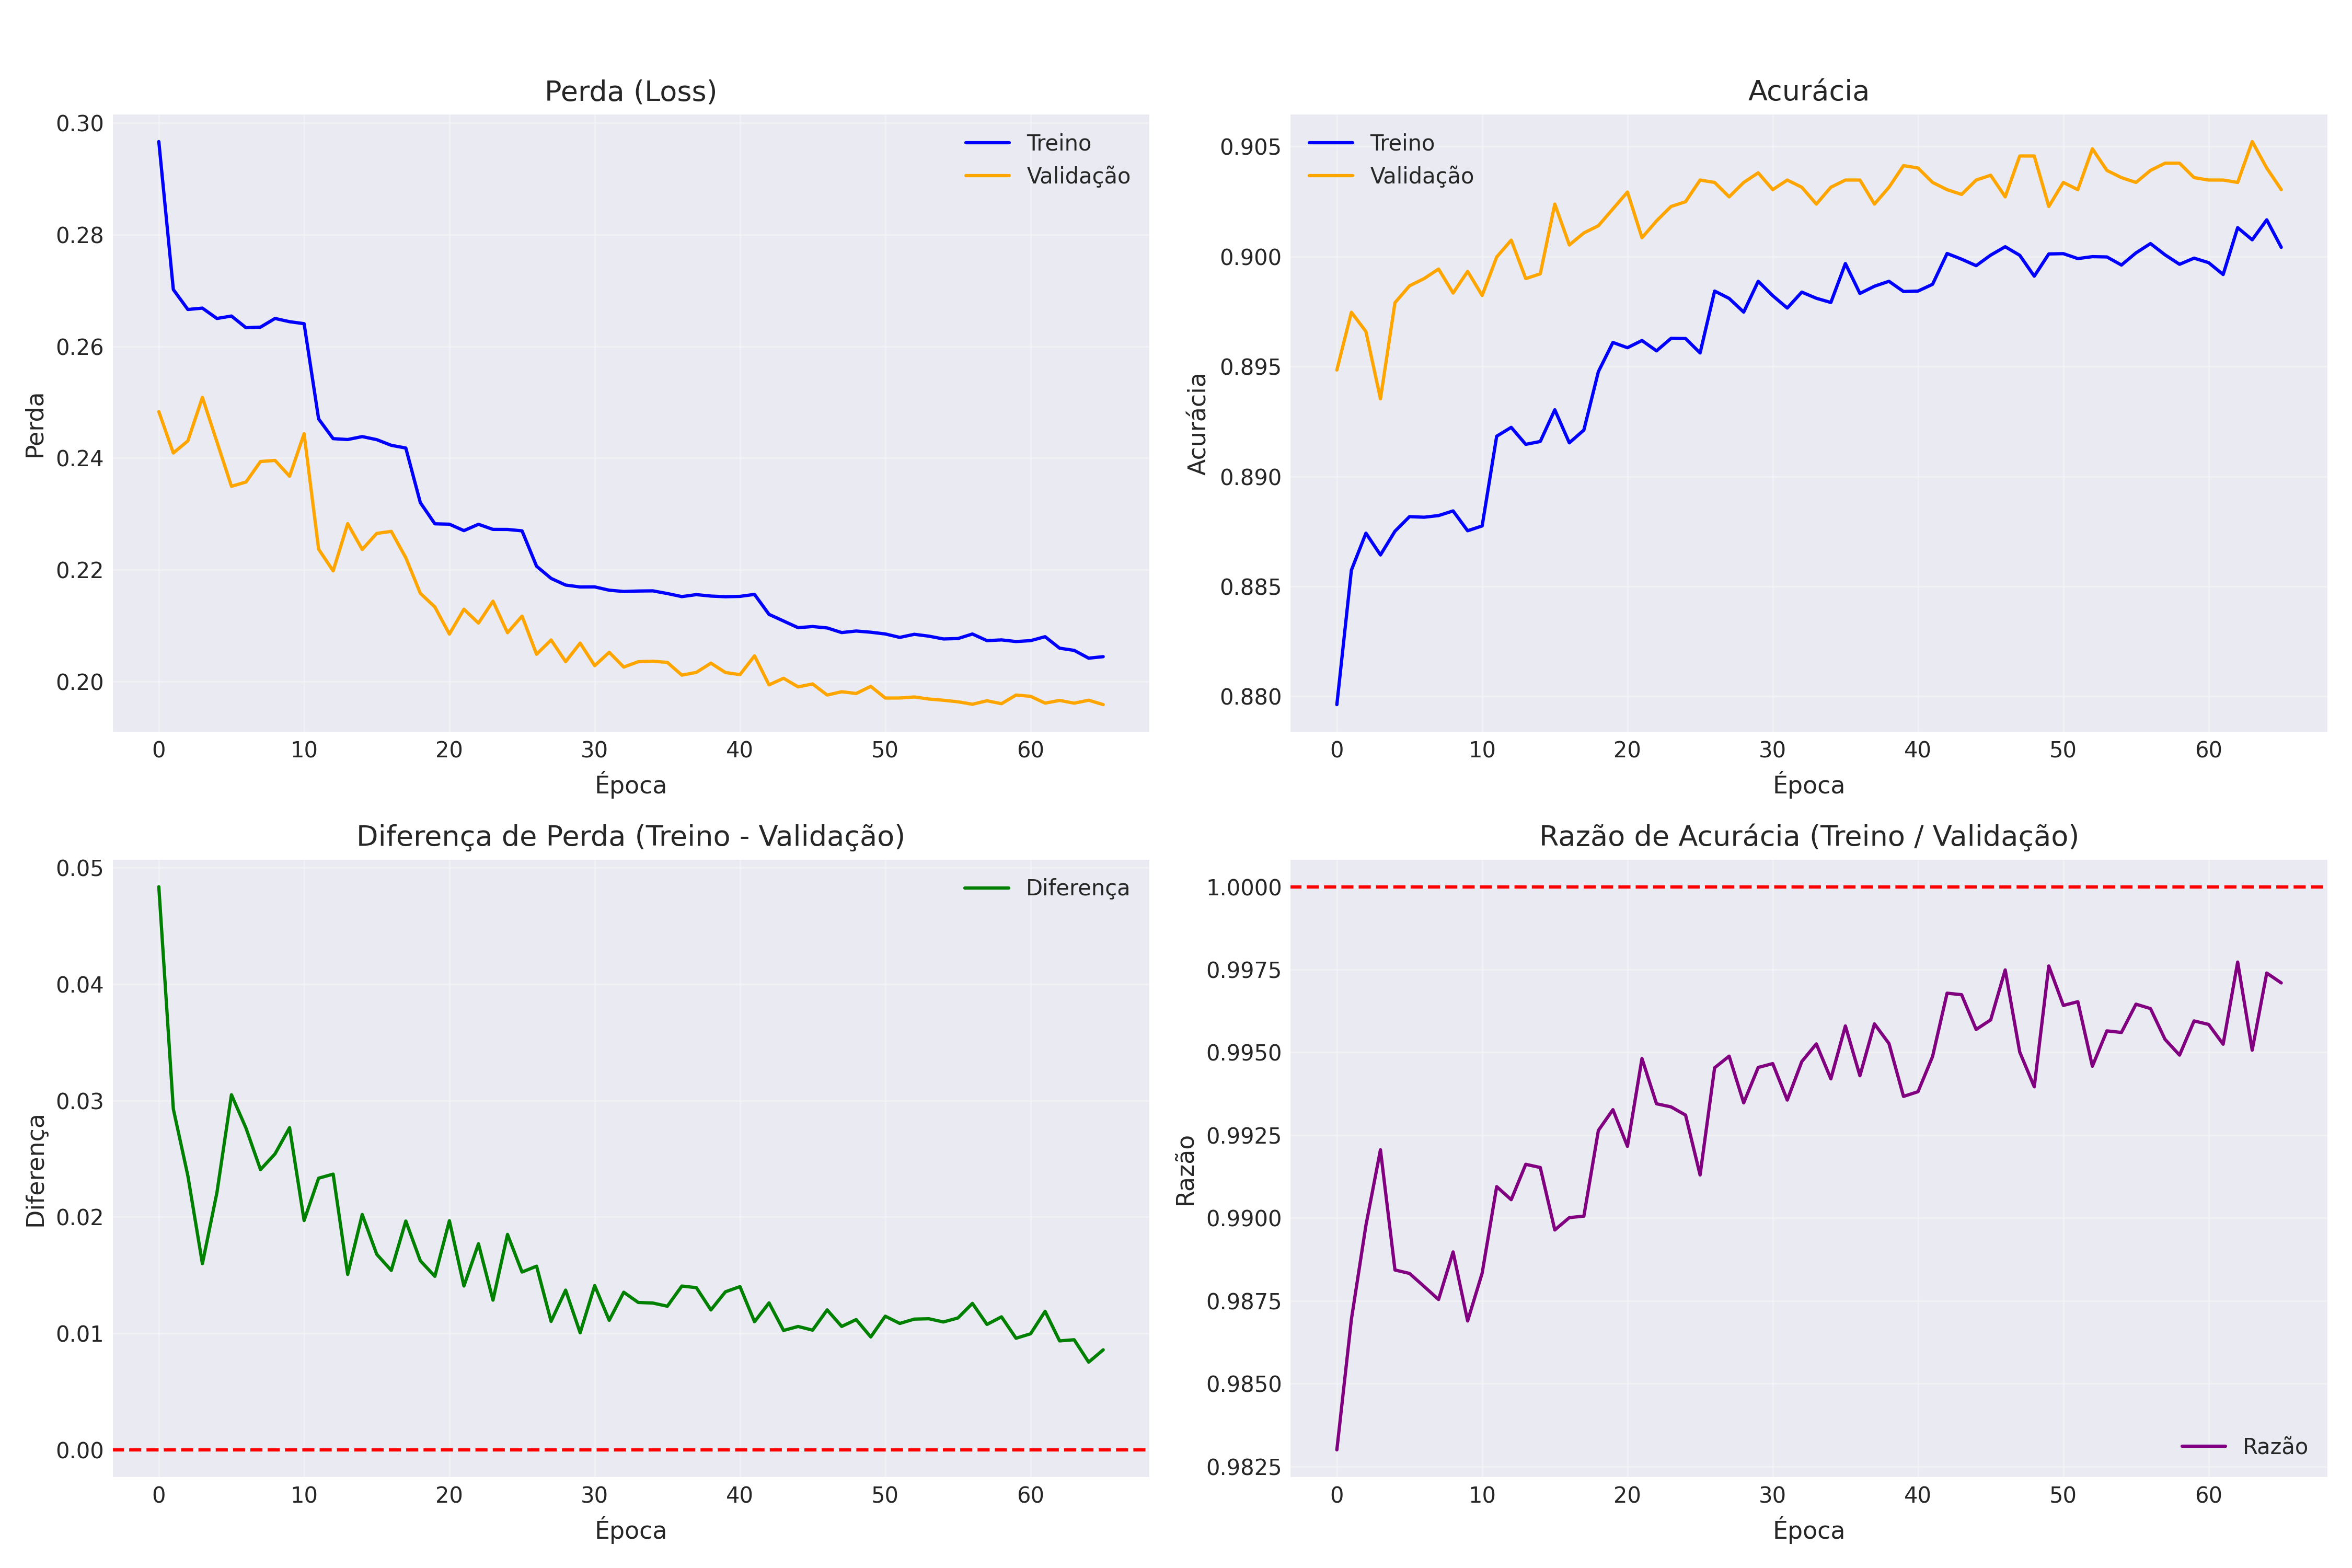 Perda (Loss)
0.30
0.28
0.26
0.24
0.22
0.20
Perda
Treino
Validação
0 10 20 30 40 50 60
Época
Acurácia
0.905
0.900
0.895
0.890
0.885
0.880
Acurácia
Treino
Validação
0 10 20 30 40 50 60
Época
Diferença de Perda (Treino - Validação)
0.05
0.04
0.03
0.02
0.01
0.00
Diferença
Diferença
0 10 20 30 40 50 60
Época
Razão de Acurácia (Treino / Validação)
1.0000
0.9975
0.9950
0.9925
0.9900
0.9875
0.9850
0.9825
Razão
Razão
0 10 20 30 40 50 60
Época